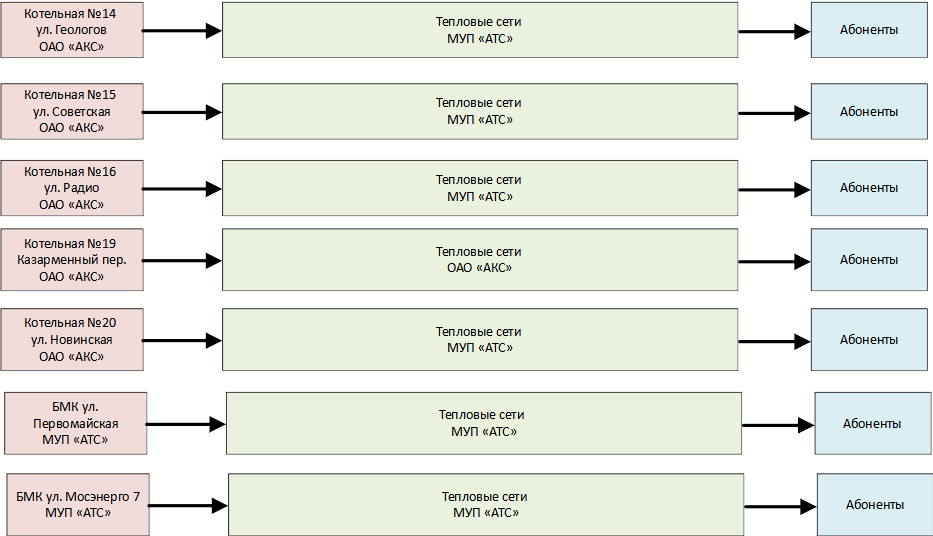 Котельная №14
ул. Геологов
ОАО «АКС»
Тепловые сети
МУП «АТС»
Абоненты
Котельная №15
ул. Советская
ОАО «АКС»
Тепловые сети
МУП «АТС»
Абоненты
Котельная №16
ул. Радио
ОАО «АКС»
Тепловые сети
МУП «АТС»
Абоненты
Котельная №19
Казарменный пер.
ОАО «АКС»
Тепловые сети
ОАО «АКС»
Абоненты
Котельная №20
ул. Новинская
ОАО «АКС»
Тепловые сети
МУП «АТС»
Абоненты
БМК ул.
Первомайская
МУП «АТС»
Тепловые сети
МУП «АТС»
Абоненты
БМК ул. Мосэнерго 7
МУП «АТС»
Тепловые сети
МУП «АТС»
Абоненты